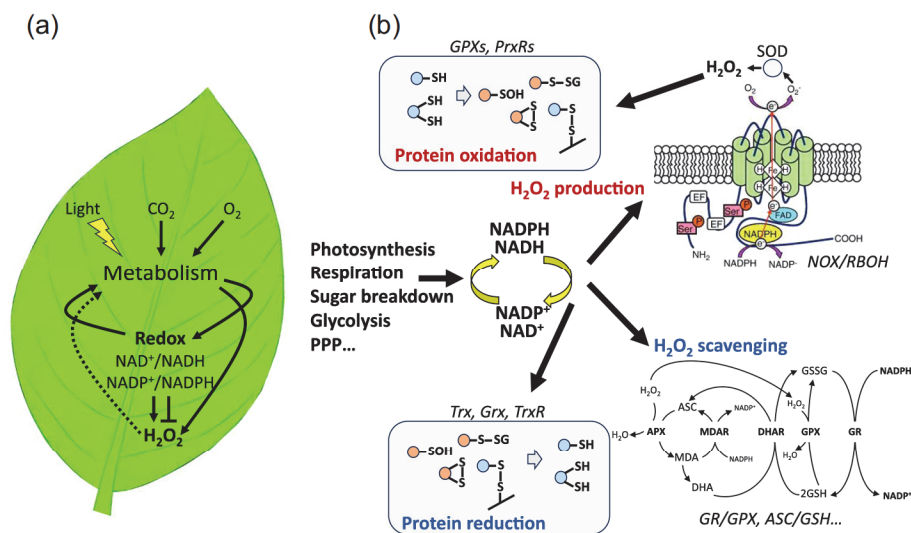 (a)
Light
CO₂
O₂
Metabolism
Redox
NAD⁺/NADH
NADP⁺/NADPH
H₂O₂
(b)
GPXs, PrxRs
SH
SH
SH
SOH
S–SG
S
S
S
S
Protein oxidation
H₂O₂
SOD
O₂
O₂⁻
e⁻
H
Fe
H
H
Fe
H
e⁻
FAD
NADPH
e⁻
EF
EF
Ser
P
Ser
P
NH₂
COOH
NADPH
NADP⁻
NOX/RBOH
H₂O₂ production
Photosynthesis
Respiration
Sugar breakdown
Glycolysis
PPP...
NADPH
NADH
NADP⁺
NAD⁺
H₂O₂ scavenging
H₂O₂
GSSG
NADPH
ASC
NADP⁺
H₂O₂
H₂O
APX
MDAR
DHAR
GPX
GR
MDA
NADPH
H₂O
DHA
2GSH
NADP⁺
GR/GPX, ASC/GSH...
Trx, Grx, TrxR
SOH
S–SG
S
S
S
S
SH
SH
SH
Protein reduction